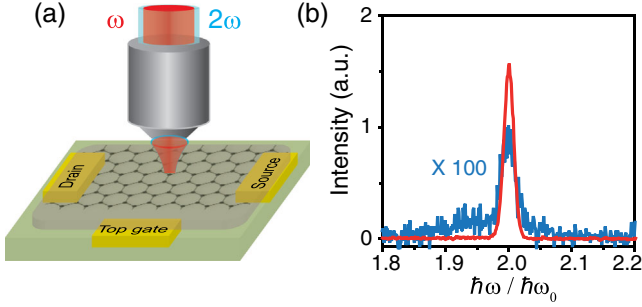 (a)
ω
2ω
Drain
Source
Top gate
(b)
Intensity (a.u.)
2
1
0
X 100
1.8
1.9
2.0
2.1
2.2
ħω / ħω₀